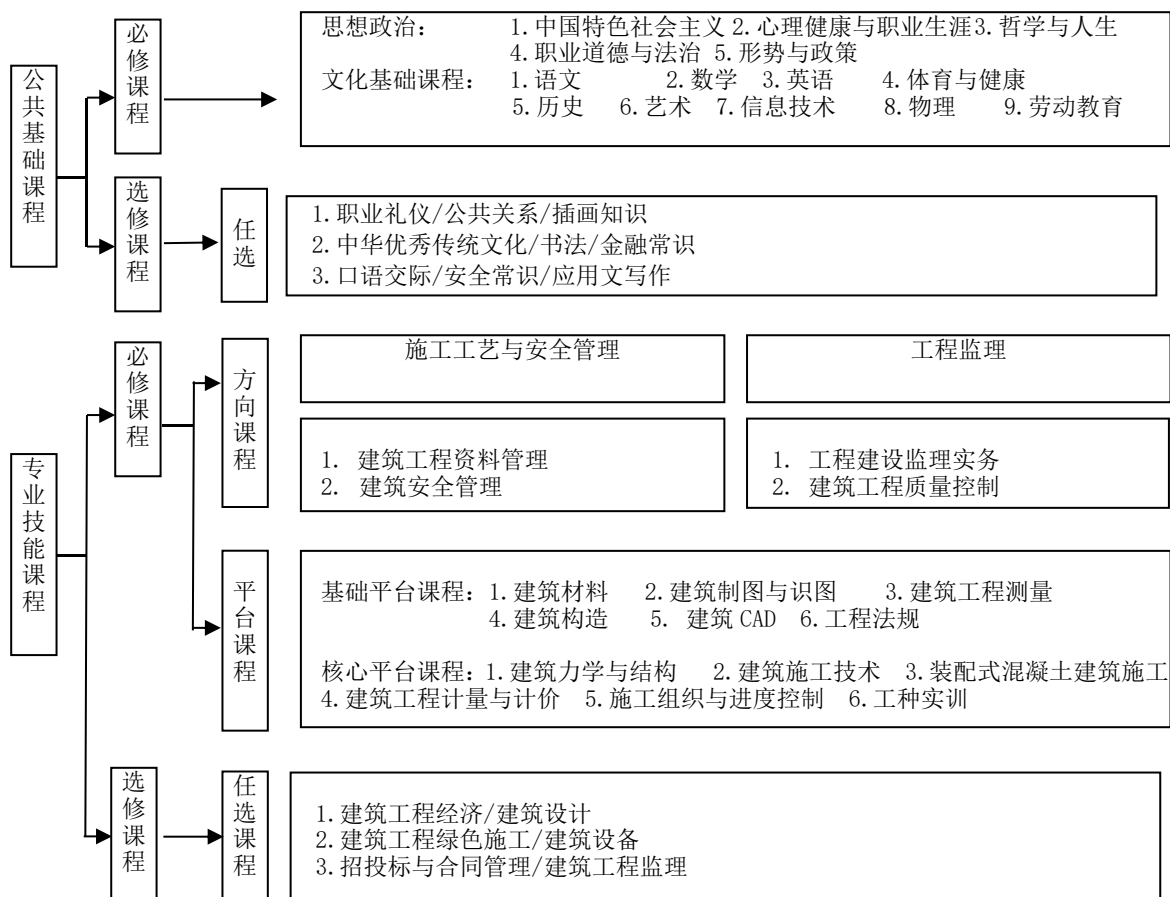 公共基础课程
必修课程
思想政治： 1.中国特色社会主义 2.心理健康与职业生涯3.哲学与人生
4.职业道德与法治 5.形势与政策
文化基础课程： 1.语文 2.数学 3.英语 4.体育与健康
5.历史 6.艺术 7.信息技术 8.物理 9.劳动教育
选修课程
任选
1.职业礼仪/公共关系/插画知识
2.中华优秀传统文化/书法/金融常识
3.口语交际/安全常识/应用文写作
专业技能课程
必修课程
方向课程
施工工艺与安全管理
工程监理
1. 建筑工程资料管理
2. 建筑安全管理
1. 工程建设监理实务
2. 建筑工程质量控制
平台课程
基础平台课程：1.建筑材料 2.建筑制图与识图 3.建筑工程测量
4.建筑构造 5. 建筑 CAD 6.工程法规
核心平台课程：1.建筑力学与结构 2.建筑施工技术 3.装配式混凝土建筑施工
4.建筑工程计量与计价 5.施工组织与进度控制 6.工种实训
选修课程
任选课程
1.建筑工程经济/建筑设计
2.建筑工程绿色施工/建筑设备
3.招投标与合同管理/建筑工程监理